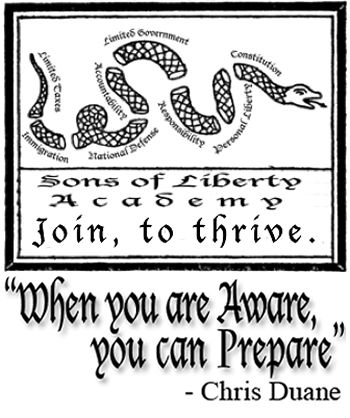 Limited Government
Constitution
Limited Taxes
Accountability
Responsibility
Personal Liberty
Immigration
National Defense
Sons of Liberty
Academy
Join, to thrive.
“When you are Aware,
you can Prepare”
- Chris Duane